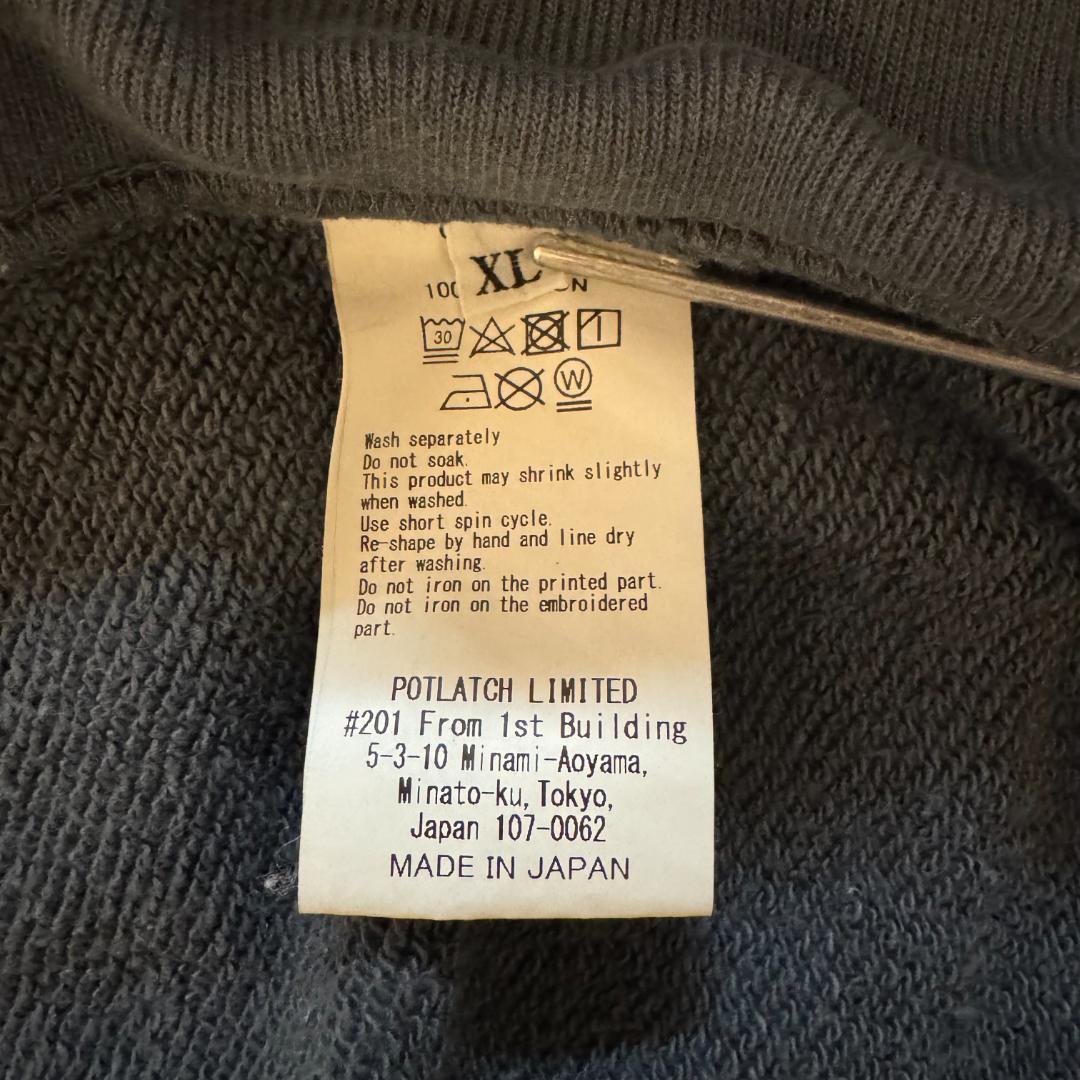 XL
30
W
Wash separately
Do not soak.
This product may shrink slightly
when washed.
Use short spin cycle.
Re-shape by hand and line dry
after washing.
Do not iron on the printed part.
Do not iron on the embroidered
part.
POTLATCH LIMITED
#201 From 1st Building
5-3-10 Minami-Aoyama,
Minato-ku, Tokyo,
Japan 107-0062
MADE IN JAPAN